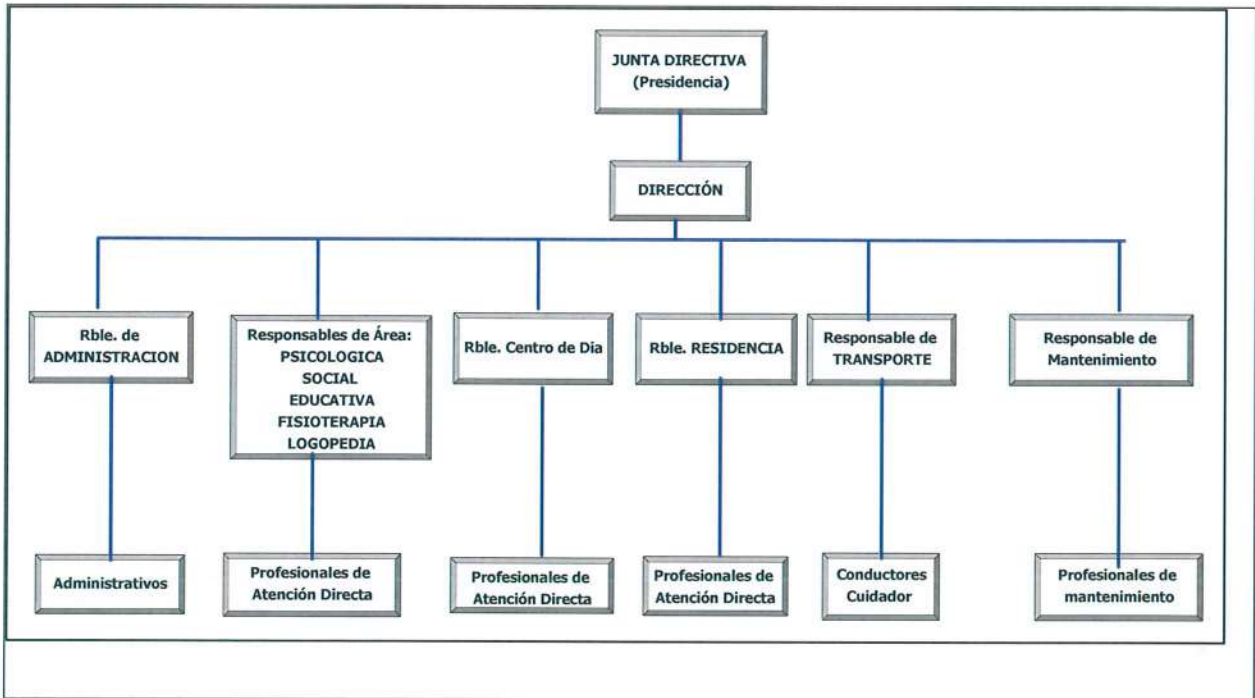 JUNTA DIRECTIVA
(Presidencia)
DIRECCIÓN
Rble. de
ADMINISTRACION
Responsables de Área:
PSICOLOGICA
SOCIAL
EDUCATIVA
FISIOTERAPIA
LOGOPEDIA
Rble. Centro de Dia
Rble. RESIDENCIA
Responsable de
TRANSPORTE
Responsable de
Mantenimiento
Administrativos
Profesionales de
Atención Directa
Profesionales de
Atención Directa
Profesionales de
Atención Directa
Conductores
Cuidador
Profesionales de
mantenimiento